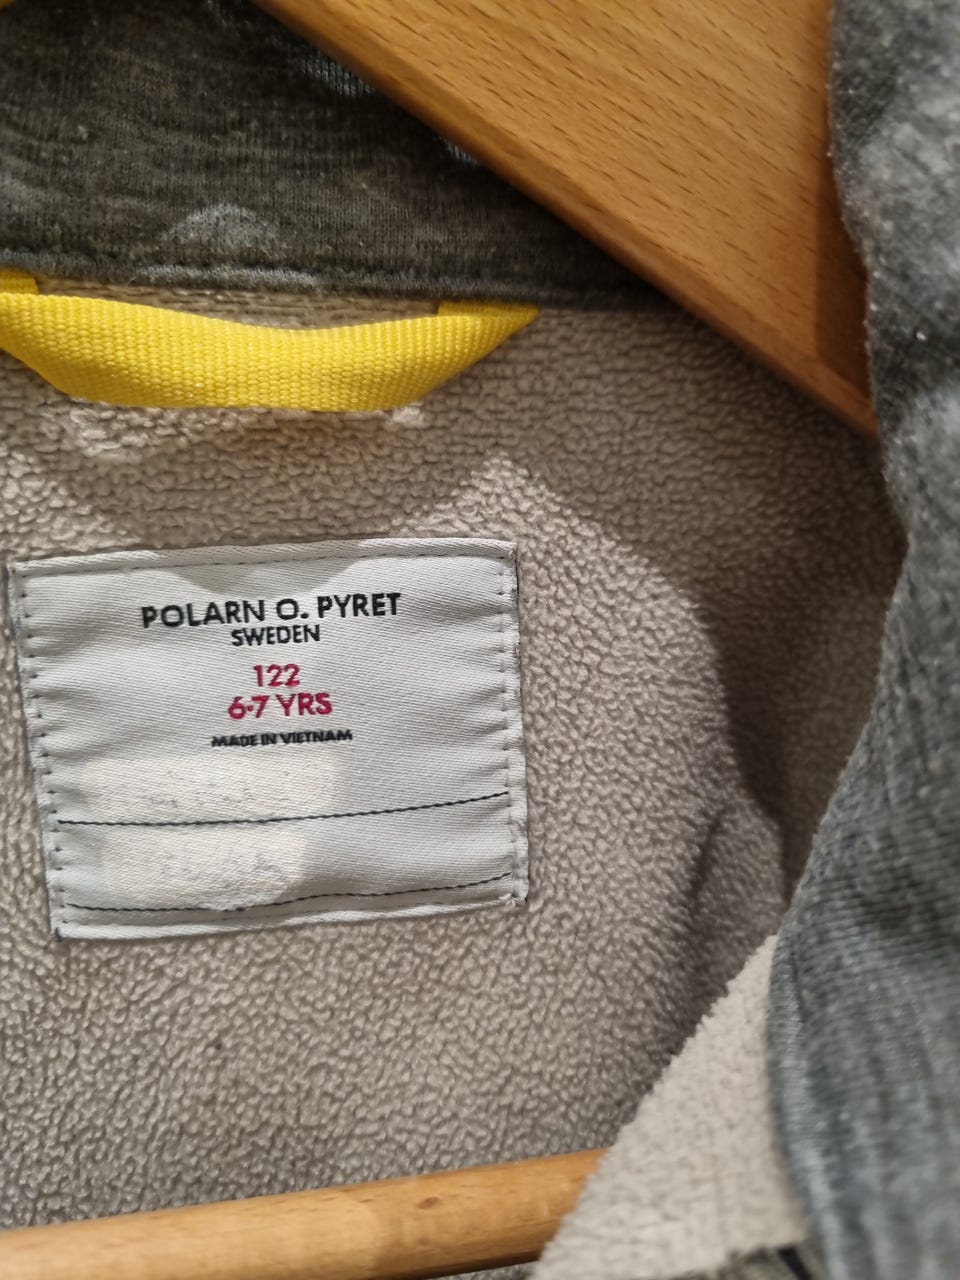 POLARN O. PYRET
SWEDEN
122
6-7 YRS
MADE IN VIETNAM